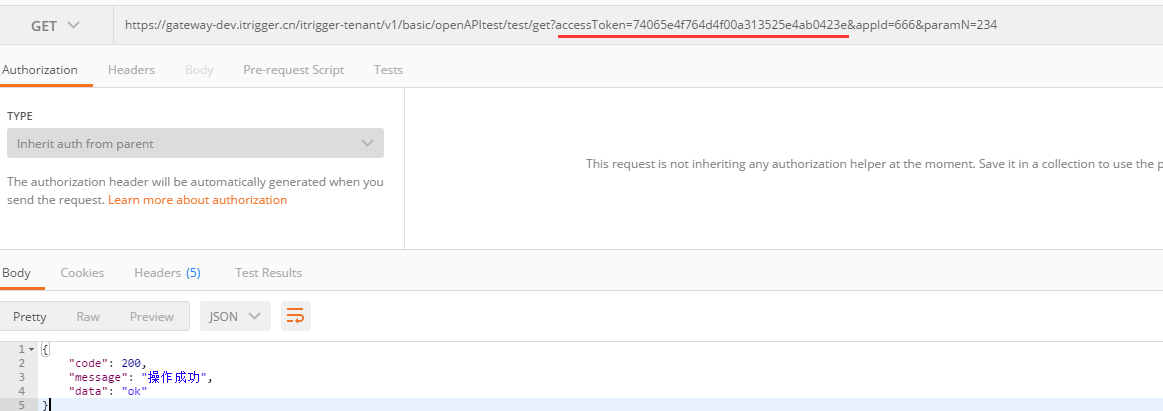 GET https://gateway-dev.itrigger.cn/itrigger-tenant/v1/basic/openAPItest/test/get?accessToken=74065e4f764d4f00a313525e4ab0423e&appId=666&paramN=234
Authorization Headers Body Pre-request Script Tests
TYPE
Inherit auth from parent
This request is not inheriting any authorization helper at the moment. Save it in a collection to use the p
The authorization header will be automatically generated when you
send the request. Learn more about authorization
Body Cookies Headers (5) Test Results
Pretty Raw Preview JSON
1 {
2 "code": 200,
3 "message": "操作成功",
4 "data": "ok"
5 }